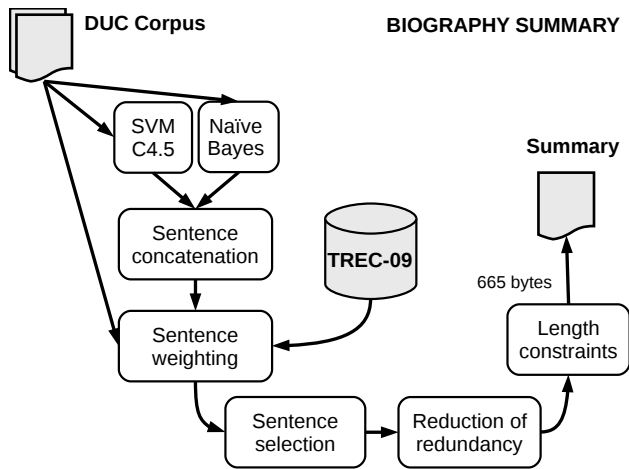 DUC Corpus
BIOGRAPHY SUMMARY
SVM
C4.5
Naïve
Bayes
Summary
Sentence
concatenation
TREC-09
665 bytes
Sentence
weighting
Length
constraints
Sentence
selection
Reduction of
redundancy